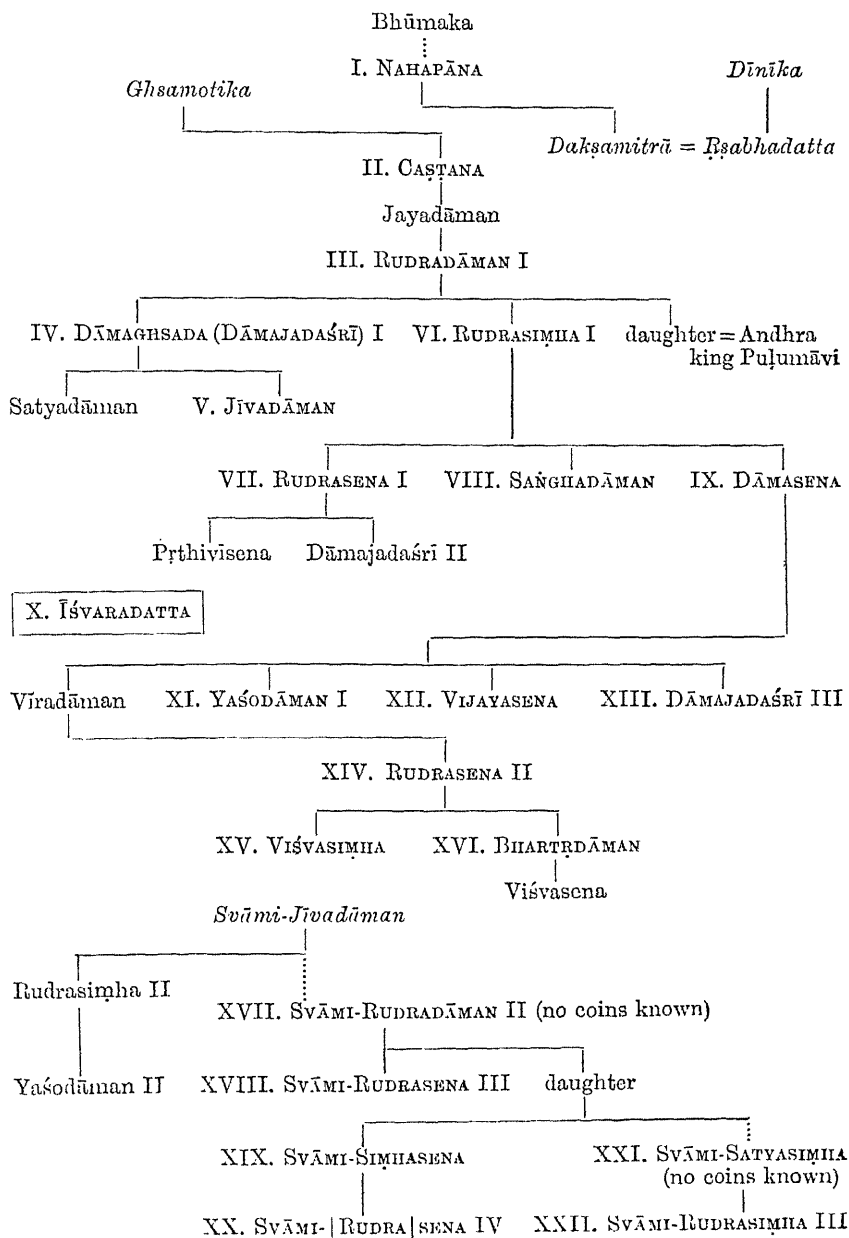 Bhūmaka
I. NAHAPĀNA
Dīnīka
Ghsamotika
Dakṣamitrā = Ṛṣabhadatta
II. CAṢṬANA
Jayadāman
III. RUDRADĀMAN I
IV. DĀMAGHSADA (DĀMAJADAŚRĪ) I VI. RUDRASIṂHA I daughter = Andhra
king Puḷumāvi
Satyadāman V. JĪVADĀMAN
VII. RUDRASENA I VIII. SAṄGHADĀMAN IX. DĀMASENA
Pṛthivīsena Dāmajadaśrī II
X. ĪŚVARADATTA
Vīradāman XI. YAŚODĀMAN I XII. VIJAYASENA XIII. DĀMAJADAŚRĪ III
XIV. RUDRASENA II
XV. VIŚVASIṂHA XVI. BHARTṚDĀMAN
Viśvasena
Svāmi-Jīvadāman
Rudrasiṃha II
XVII. SVĀMI-RUDRADĀMAN II (no coins known)
Yaśodāman II XVIII. SVĀMI-RUDRASENA III daughter
XIX. SVĀMI-SIṂHASENA XXI. SVĀMI-SATYASIṂHA
(no coins known)
XX. SVĀMI-[RUDRA]SENA IV XXII. SVĀMI-RUDRASIṂHA III